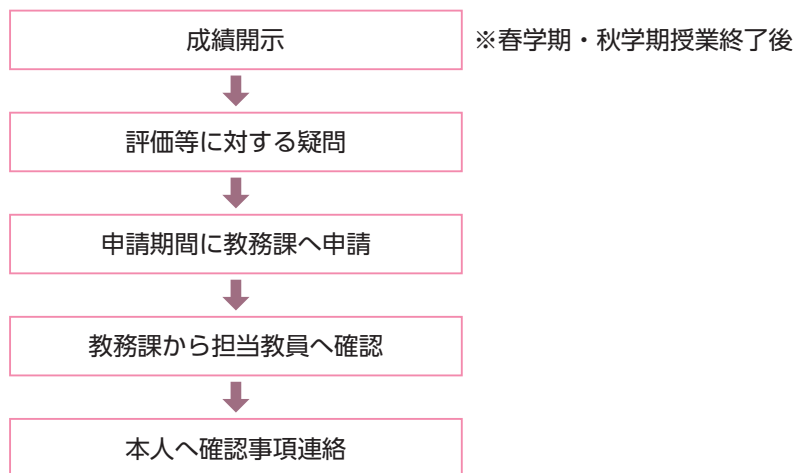 成績開示
※春学期・秋学期授業終了後
評価等に対する疑問
申請期間に教務課へ申請
教務課から担当教員へ確認
本人へ確認事項連絡